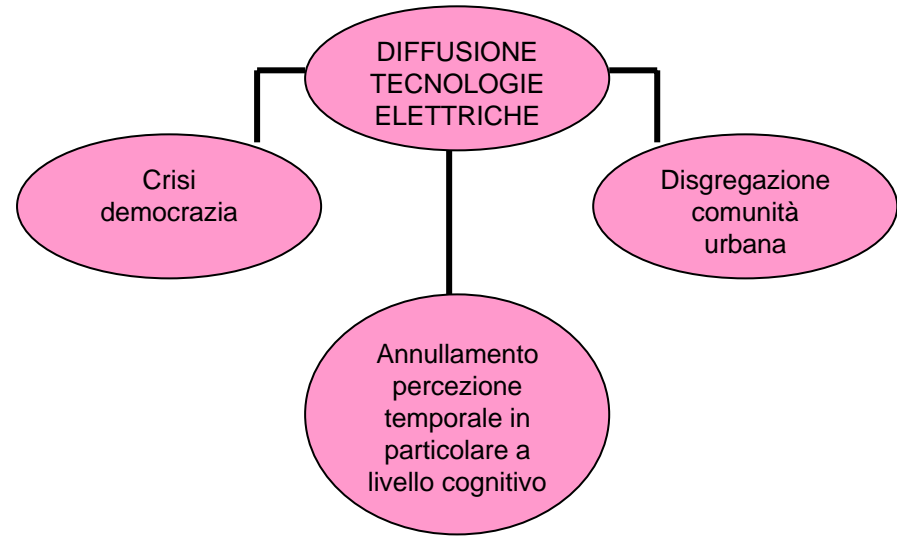 DIFFUSIONE
TECNOLOGIE
ELETTRICHE
Crisi
democrazia
Disgregazione
comunità
urbana
Annullamento
percezione
temporale in
particolare a
livello cognitivo